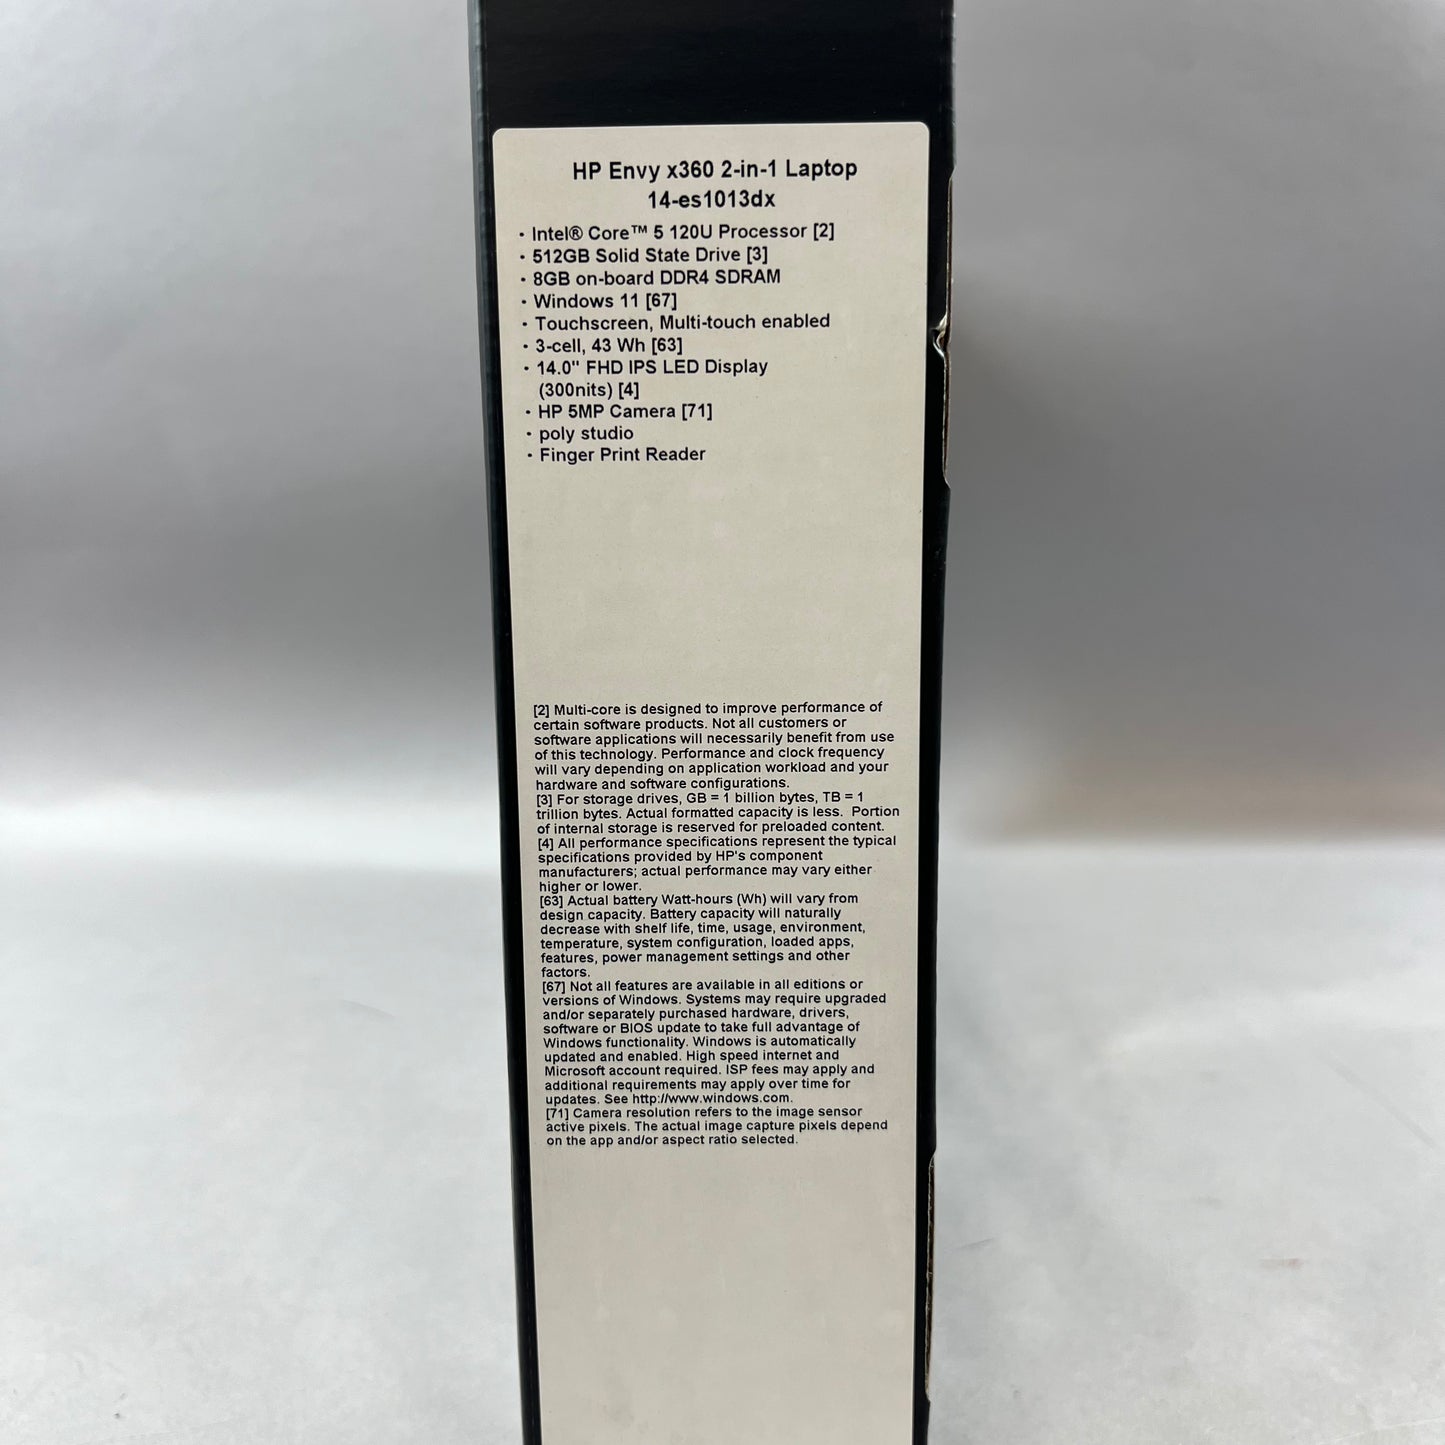 HP Envy x360 2-in-1 Laptop
14-es1013dx
· Intel® Core™ 5 120U Processor [2]
· 512GB Solid State Drive [3]
· 8GB on-board DDR4 SDRAM
· Windows 11 [67]
· Touchscreen, Multi-touch enabled
· 3-cell, 43 Wh [63]
· 14.0" FHD IPS LED Display
(300nits) [4]
· HP 5MP Camera [71]
· poly studio
· Finger Print Reader
[2] Multi-core is designed to improve performance of
certain software products. Not all customers or
software applications will necessarily benefit from use
of this technology. Performance and clock frequency
will vary depending on application workload and your
hardware and software configurations.
[3] For storage drives, GB = 1 billion bytes, TB = 1
trillion bytes. Actual formatted capacity is less.  Portion
of internal storage is reserved for preloaded content.
[4] All performance specifications represent the typical
specifications provided by HP's component
manufacturers; actual performance may vary either
higher or lower.
[63] Actual battery Watt-hours (Wh) will vary from
design capacity. Battery capacity will naturally
decrease with shelf life, time, usage, environment,
temperature, system configuration, loaded apps,
features, power management settings and other
factors.
[67] Not all features are available in all editions or
versions of Windows. Systems may require upgraded
and/or separately purchased hardware, drivers,
software or BIOS update to take full advantage of
Windows functionality. Windows is automatically
updated and enabled. High speed internet and
Microsoft account required. ISP fees may apply and
additional requirements may apply over time for
updates. See http://www.windows.com.
[71] Camera resolution refers to the image sensor
active pixels. The actual image capture pixels depend
on the app and/or aspect ratio selected.